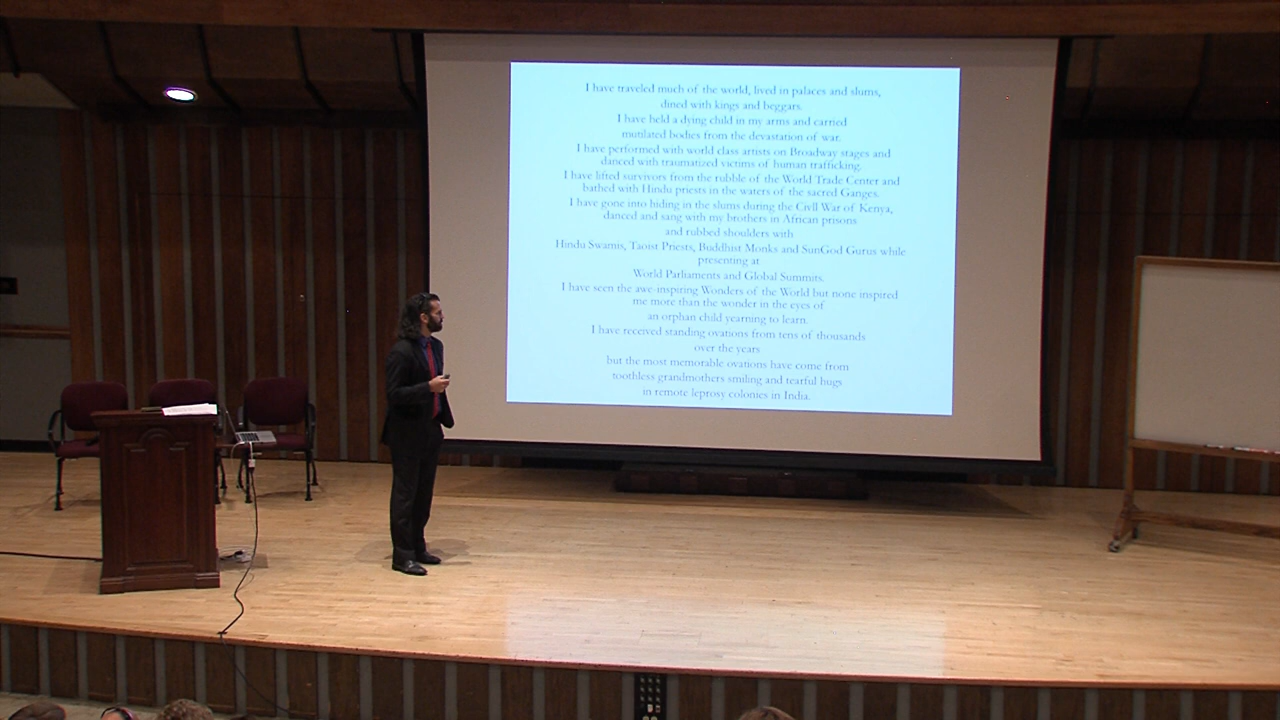 I have traveled much of the world, lived in palaces and slums,
dined with kings and beggars.
I have held a dying child in my arms and carried
mutilated bodies from the devastation of war.
I have performed with world class artists on Broadway stages and
danced with traumatized victims of human trafficking.
I have lifted survivors from the rubble of the World Trade Center and
bathed with Hindu priests in the waters of the sacred Ganges.
I have gone into hiding in the slums during the Civil War of Kenya,
danced and sang with my brothers in African prisons
and rubbed shoulders with
Hindu Swamis, Taoist Priests, Buddhist Monks and SunGod Gurus while
presenting at
World Parliaments and Global Summits.
I have seen the awe-inspiring Wonders of the World but none inspired
me more than the wonder in the eyes of
an orphan child yearning to learn.
I have received standing ovations from tens of thousands
over the years
but the most memorable ovations have come from
toothless grandmothers smiling and tearful hugs
in remote leprosy colonies in India.